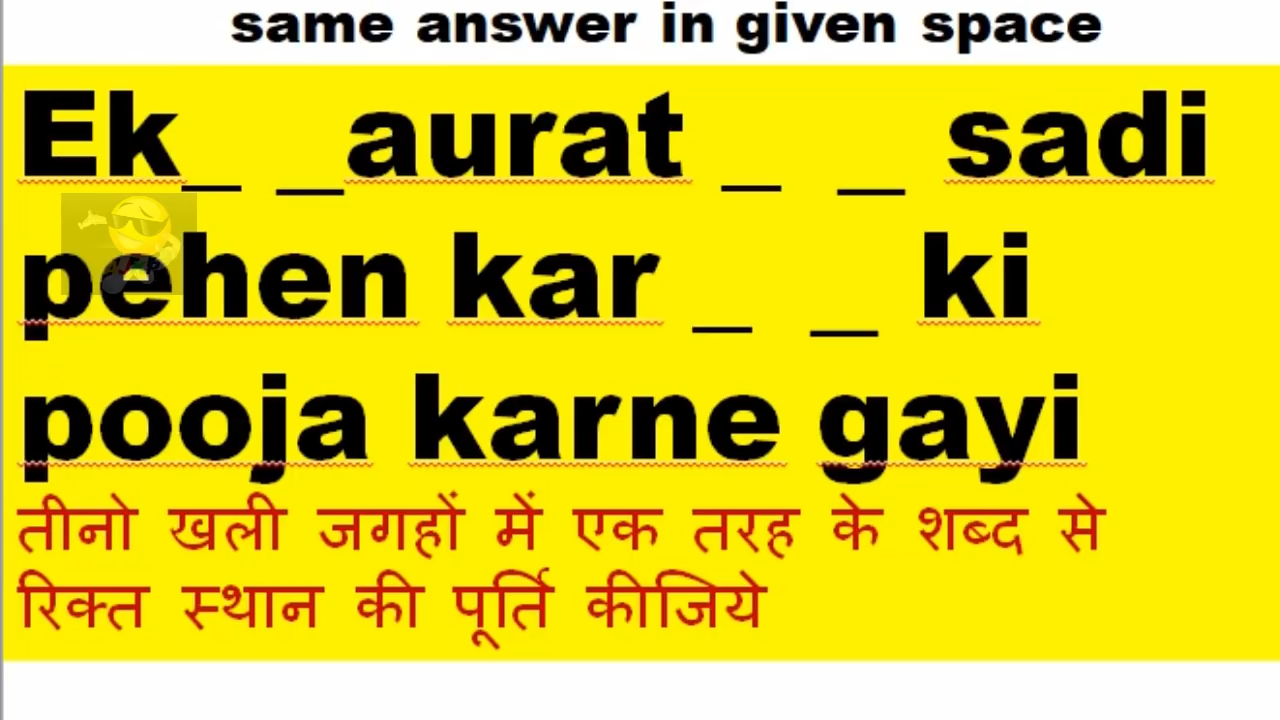 same answer in given space
Ek_ _aurat _ _ sadi
pehen kar _ _ ki
pooja karne gayi
तीनो खली जगहों में एक तरह के शब्द से
रिक्त स्थान की पूर्ति कीजिये